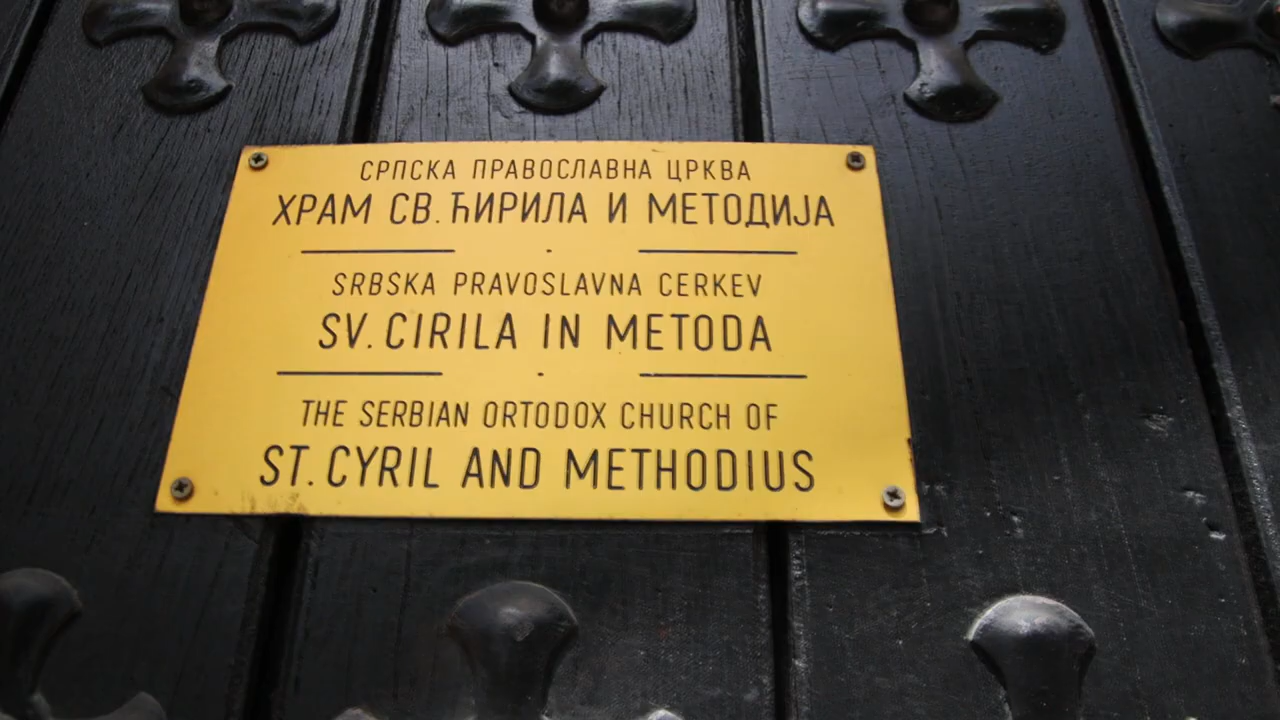 СРПСКА ПРАВОСЛАВНА ЦРКВА
ХРАМ СВ. ЋИРИЛА И МЕТОДИЈА
SRBSKA PRAVOSLAVNA CERKEV
SV. CIRILA IN METODA
THE SERBIAN ORTODOX CHURCH OF
ST. CYRIL AND METHODIUS